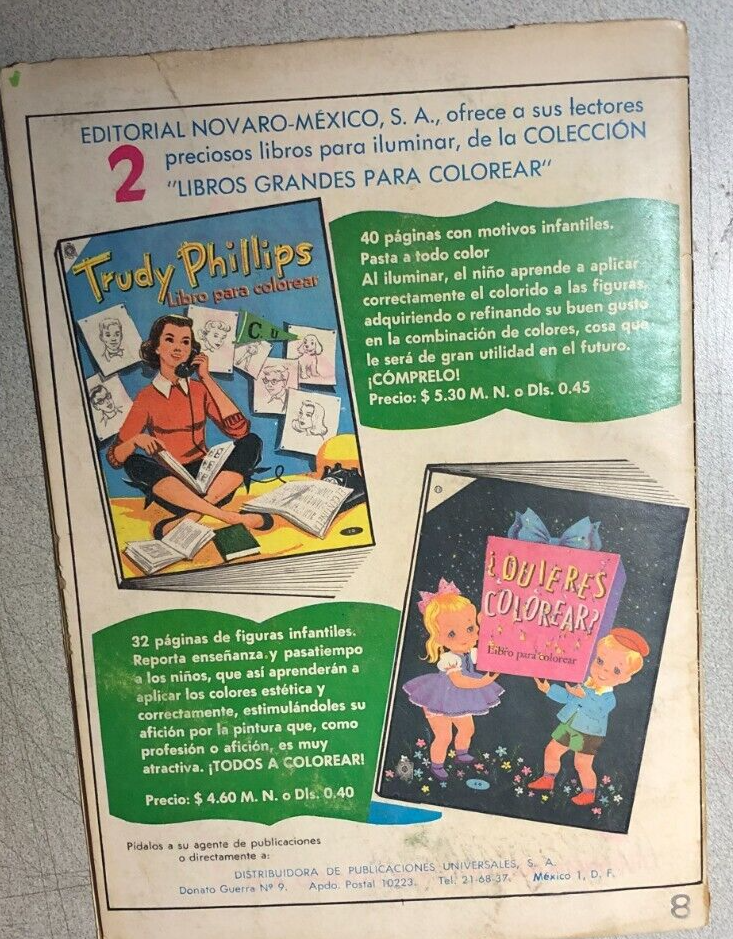 EDITORIAL NOVARO-MÉXICO, S. A., ofrece a sus lectores
2 preciosos libros para iluminar, de la COLECCIÓN
"LIBROS GRANDES PARA COLOREAR"
Trudy Phillips
Libro para colorear
C U
40 páginas con motivos infantiles.
Pasta a todo color
Al iluminar, el niño aprende a aplicar
correctamente el colorido a las figuras,
adquiriendo o refinando su buen gusto
en la combinación de colores, cosa que
le será de gran utilidad en el futuro.
¡CÓMPRELO!
Precio: $ 5.30 M. N. o Dls. 0.45
¿QUIERES
COLOREAR?
Libro para colorear
32 páginas de figuras infantiles.
Reporta enseñanza y pasatiempo
a los niños, que así aprenderán a
aplicar los colores estética y
correctamente, estimulándoles su
afición por la pintura que, como
profesión o afición, es muy
atractiva. ¡TODOS A COLOREAR!
Precio: $ 4.60 M. N. o Dls. 0.40
Pídalos a su agente de publicaciones
o directamente a:
DISTRIBUIDORA DE PUBLICACIONES UNIVERSALES, S. A.
Donato Guerra Nº 9. Apdo. Postal 10223. Tel. 21-68-37. México 1, D. F.
8